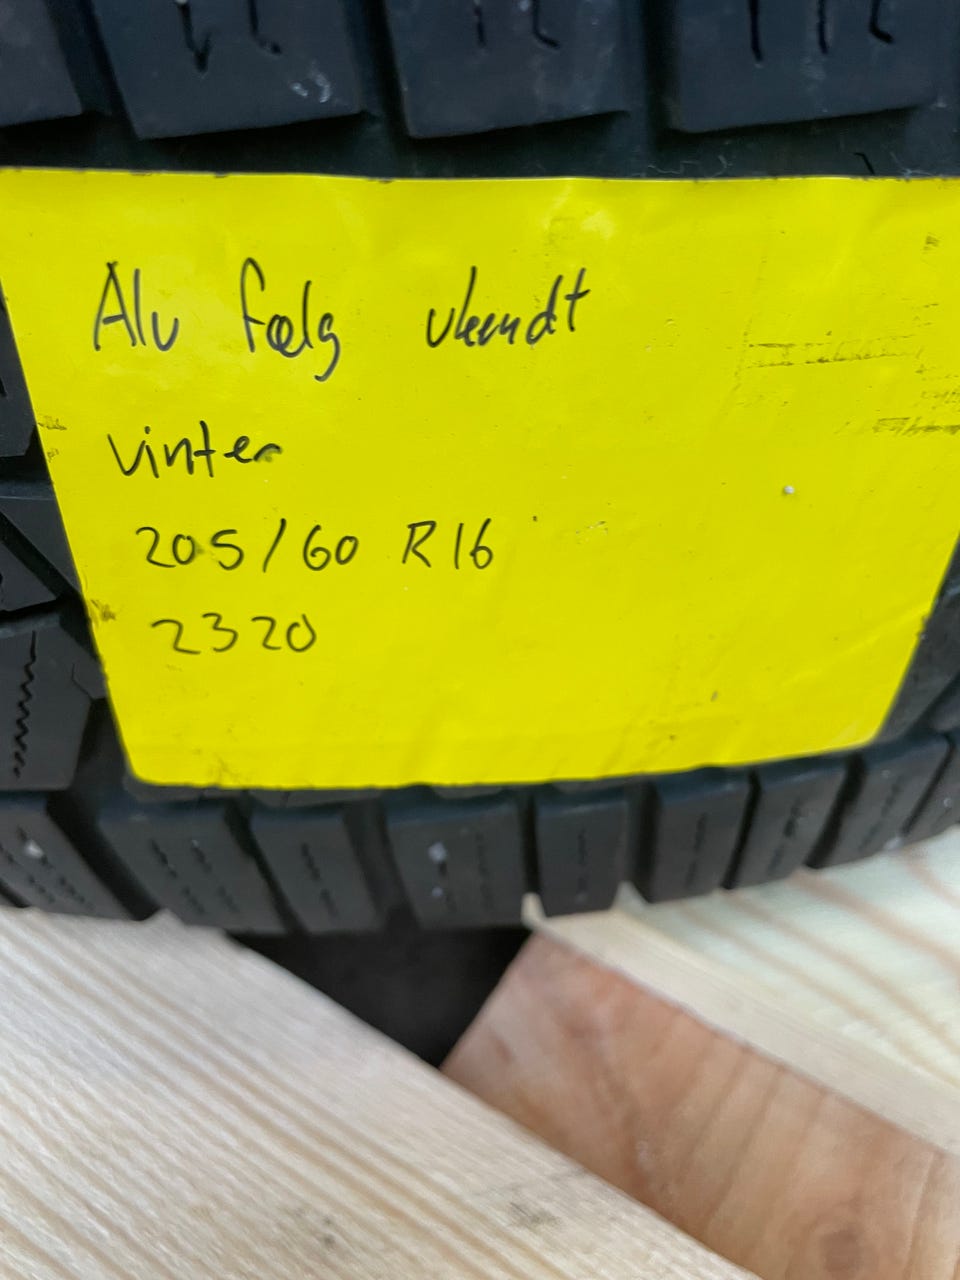 Alu fælg ukendt
vinter
205/60 R16
2320